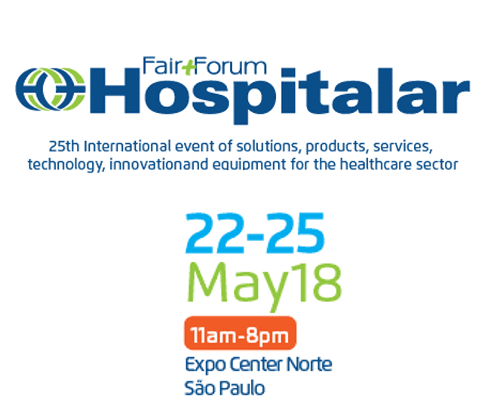 Fair+Forum
Hospitalar
25th International event of solutions, products, services,
technology, innovationand equipment for the healthcare sector
22-25
May18
11am-8pm
Expo Center Norte
São Paulo